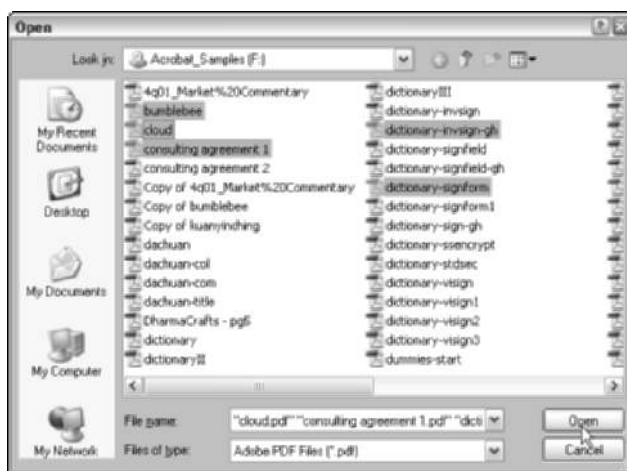 Open
Look in: Acrobat_Samples (F:)
My Recent
Documents
Desktop
My Documents
My Computer
My Network
4q01_Market%20Commentary
bumblebee
cloud
consulting agreement 1
consulting agreement 2
Copy of 4q01_Market%20Commentary
Copy of bumblebee
Copy of kuanyinching
dachuan
dachuan-col
dachuan-com
dachuan-title
DharmaCrafts - pg5
dictionary
dictionaryII
dictionaryIII
dictionary-invsign
dictionary-invsign-gh
dictionary-signfield
dictionary-signfield-gh
dictionary-signform
dictionary-signform1
dictionary-sign-gh
dictionary-ssencrypt
dictionary-stdsec
dictionary-visign
dictionary-visign1
dictionary-visign2
dictionary-visign3
dummies-start
File name: "cloud.pdf" "consulting agreement 1.pdf" "dicti
Open
Files of type: Adobe PDF Files (*.pdf)
Cancel